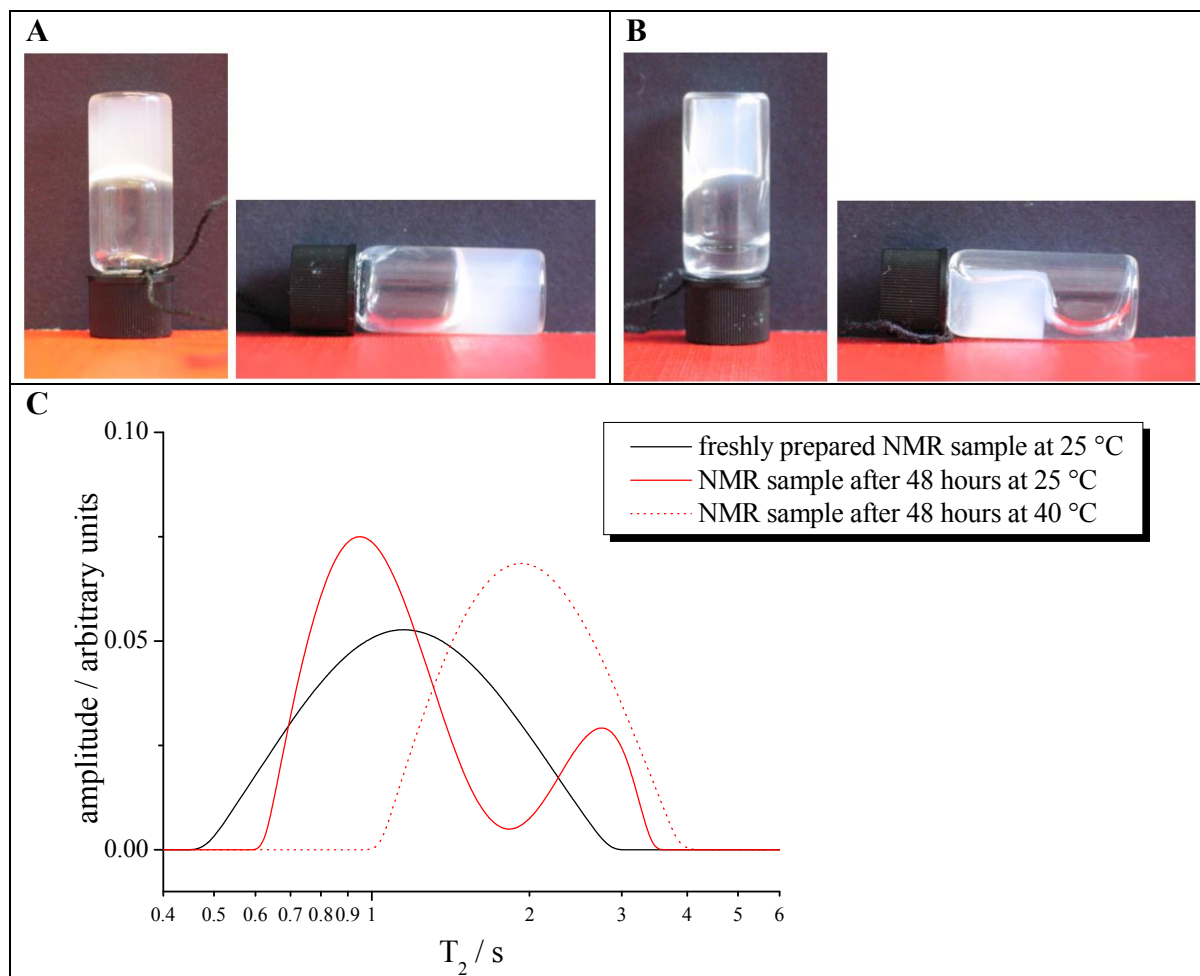 A
B
C
freshly prepared NMR sample at 25 °C
NMR sample after 48 hours at 25 °C
NMR sample after 48 hours at 40 °C
0.10
0.05
0.00
amplitude / arbitrary units
0.4 0.5 0.6 0.7 0.8 0.9 1 2 3 4 5 6
T2 / s